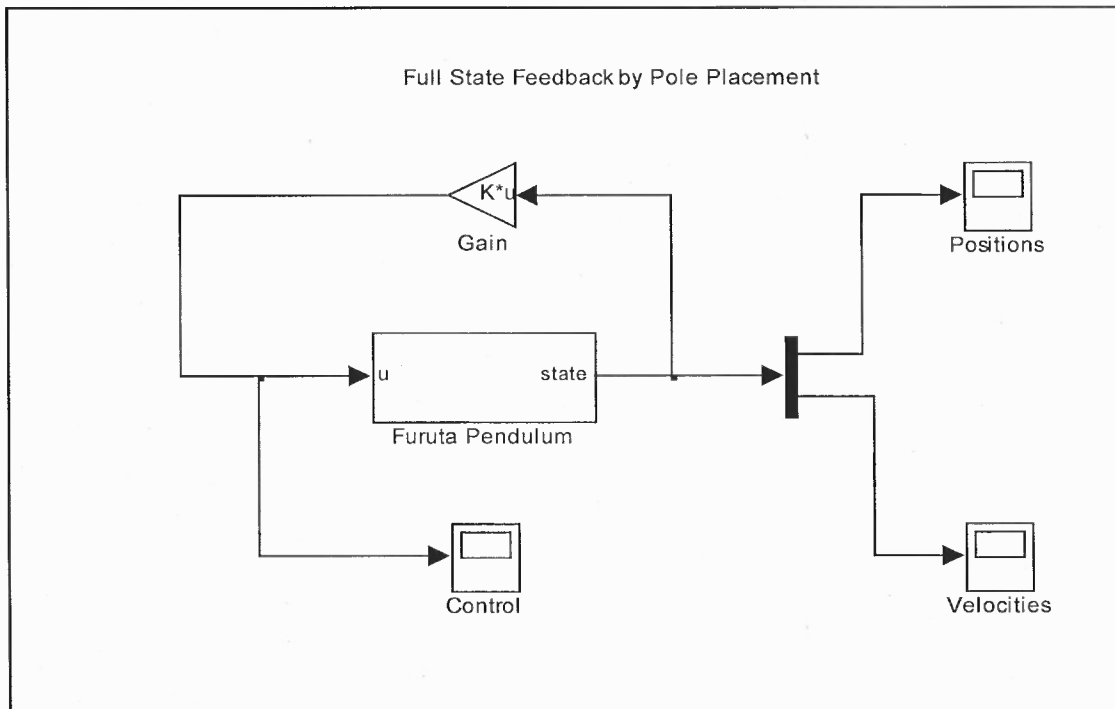 Full State Feedback by Pole Placement
K*u
Gain
Positions
u
state
Furuta Pendulum
Control
Velocities